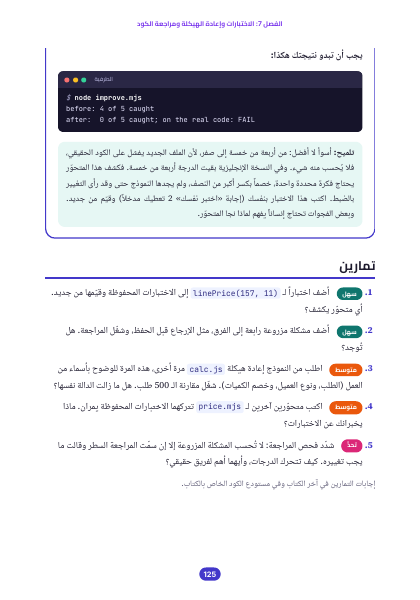 الفصل 7: الاختبارات وإعادة الهيكلة ومراجعة الكود
يجب أن تبدو نتيجتك هكذا:
الطرفية
$ node improve.mjs
before: 4 of 5 caught
after:  0 of 5 caught; on the real code: FAIL
تلميح: أسوأ لا أفضل: من أربعة من خمسة إلى صفر، لأن الملف الجديد يفشل على الكود الحقيقي،
فلا يُحسب منه شيء. وفي النسخة الإنجليزية بقيت الدرجة أربعة من خمسة. فكشف هذا المتحوّر
يحتاج فكرة محددة واحدة، خصماً بكسر أكبر من النصف، ولم يجدها النموذج حتى وقد رأى التغيير
بالضبط. اكتب هذا الاختبار بنفسك (إجابة «اختبر نفسك» 2 تعطيك مدخلاً) وقيّم من جديد.
وبعض الفجوات تحتاج إنساناً يفهم لماذا نجا المتحوّر.
تمارين
1. سهل أضف اختباراً لـ linePrice(157, 11) إلى الاختبارات المحفوظة وقيّمها من جديد.
أي متحوّر يكشف؟
2. سهل أضف مشكلة مزروعة رابعة إلى الفرق، مثل الإرجاع قبل الحفظ، وشغّل المراجعة. هل
تُوجد؟
3. متوسط اطلب من النموذج إعادة هيكلة calc.js مرة أخرى، هذه المرة للوضوح بأسماء من
العمل (الطلب، ونوع العميل، وخصم الكميات). شغّل مقارنة الـ 500 طلب. هل ما زالت الدالة نفسها؟
4. متوسط اكتب متحوّرين آخرين لـ price.mjs تتركهما الاختبارات المحفوظة يمران. ماذا
يخبرانك عن الاختبارات؟
5. تحدٍّ شدّد فحص المراجعة: لا تُحسب المشكلة المزروعة إلا إن سمّت المراجعة السطر وقالت ما
يجب تغييره. كيف تتحرك الدرجات، وأيهما أهم لفريق حقيقي؟
إجابات التمارين في آخر الكتاب وفي مستودع الكود الخاص بالكتاب.
125